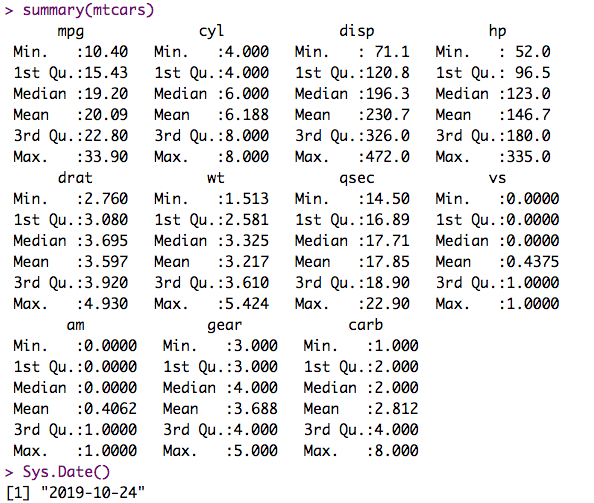 > summary(mtcars)
      mpg             cyl             disp             hp
 Min.   :10.40   Min.   :4.000   Min.   : 71.1   Min.   : 52.0
 1st Qu.:15.43   1st Qu.:4.000   1st Qu.:120.8   1st Qu.: 96.5
 Median :19.20   Median :6.000   Median :196.3   Median :123.0
 Mean   :20.09   Mean   :6.188   Mean   :230.7   Mean   :146.7
 3rd Qu.:22.80   3rd Qu.:8.000   3rd Qu.:326.0   3rd Qu.:180.0
 Max.   :33.90   Max.   :8.000   Max.   :472.0   Max.   :335.0
      drat             wt             qsec             vs
 Min.   :2.760   Min.   :1.513   Min.   :14.50   Min.   :0.0000
 1st Qu.:3.080   1st Qu.:2.581   1st Qu.:16.89   1st Qu.:0.0000
 Median :3.695   Median :3.325   Median :17.71   Median :0.0000
 Mean   :3.597   Mean   :3.217   Mean   :17.85   Mean   :0.4375
 3rd Qu.:3.920   3rd Qu.:3.610   3rd Qu.:18.90   3rd Qu.:1.0000
 Max.   :4.930   Max.   :5.424   Max.   :22.90   Max.   :1.0000
       am              gear            carb
 Min.   :0.0000   Min.   :3.000   Min.   :1.000
 1st Qu.:0.0000   1st Qu.:3.000   1st Qu.:2.000
 Median :0.0000   Median :4.000   Median :2.000
 Mean   :0.4062   Mean   :3.688   Mean   :2.812
 3rd Qu.:1.0000   3rd Qu.:4.000   3rd Qu.:4.000
 Max.   :1.0000   Max.   :5.000   Max.   :8.000
> Sys.Date()
[1] "2019-10-24"